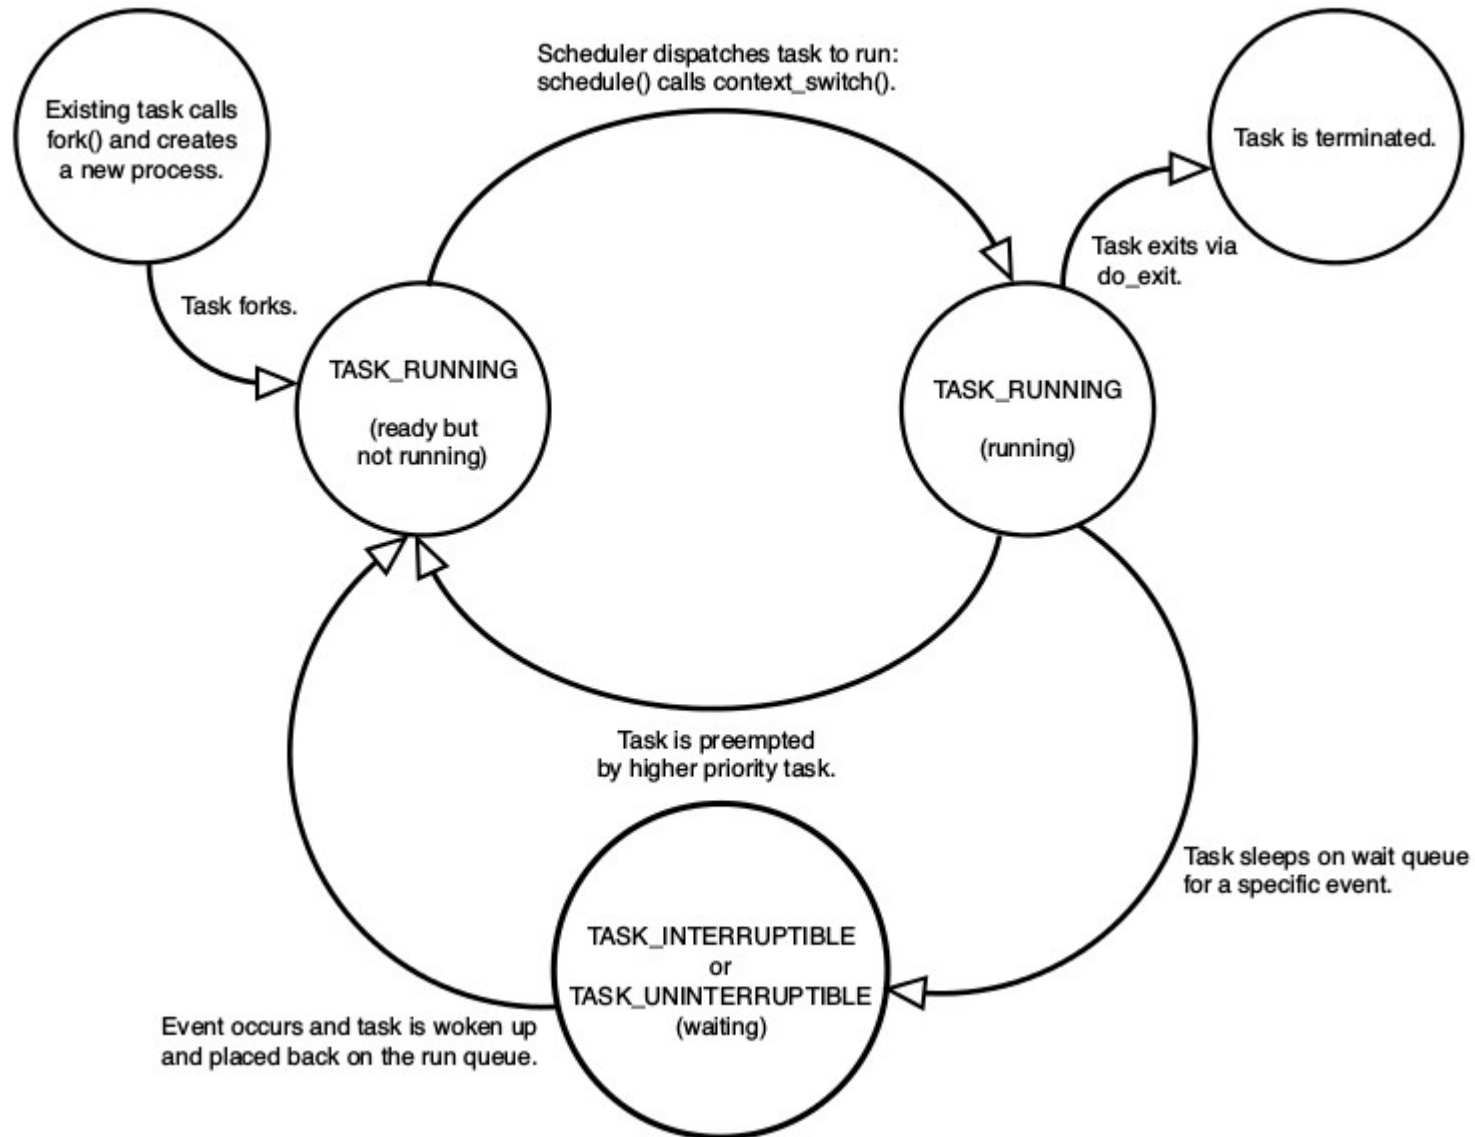 Scheduler dispatches task to run:
schedule() calls context_switch().
Existing task calls
fork() and creates
a new process.
Task is terminated.
Task exits via
do_exit.
Task forks.
TASK_RUNNING
(ready but
not running)
TASK_RUNNING
(running)
Task is preempted
by higher priority task.
Task sleeps on wait queue
for a specific event.
TASK_INTERRUPTIBLE
or
TASK_UNINTERRUPTIBLE
(waiting)
Event occurs and task is woken up
and placed back on the run queue.